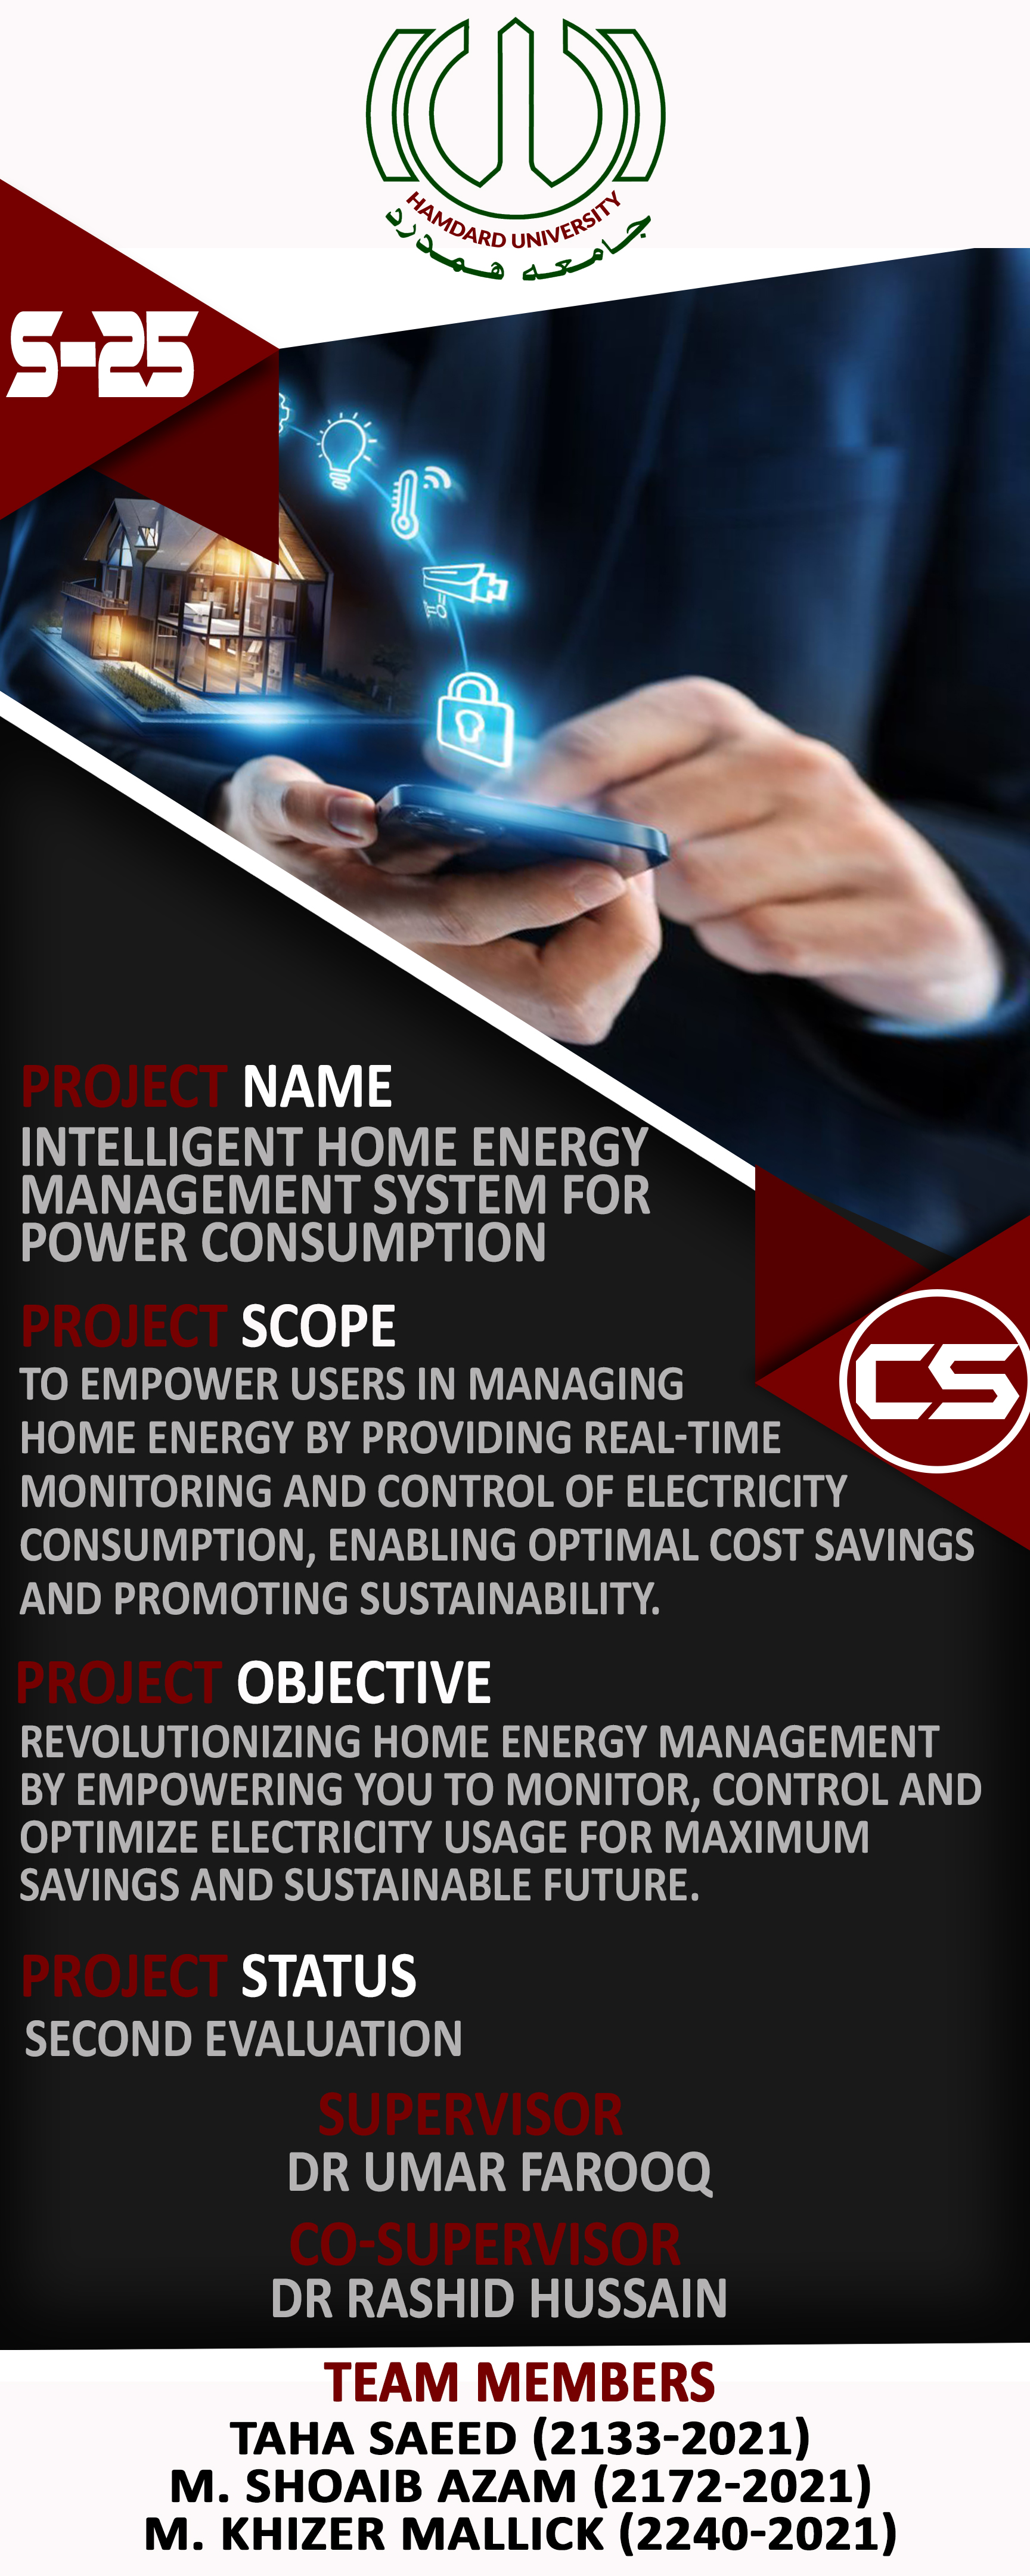 HAMDARD UNIVERSITY
جامعه همدرد
S-25
PROJECT NAME
INTELLIGENT HOME ENERGY
MANAGEMENT SYSTEM FOR
POWER CONSUMPTION
CS
PROJECT SCOPE
TO EMPOWER USERS IN MANAGING
HOME ENERGY BY PROVIDING REAL-TIME
MONITORING AND CONTROL OF ELECTRICITY
CONSUMPTION, ENABLING OPTIMAL COST SAVINGS
AND PROMOTING SUSTAINABILITY.
PROJECT OBJECTIVE
REVOLUTIONIZING HOME ENERGY MANAGEMENT
BY EMPOWERING YOU TO MONITOR, CONTROL AND
OPTIMIZE ELECTRICITY USAGE FOR MAXIMUM
SAVINGS AND SUSTAINABLE FUTURE.
PROJECT STATUS
SECOND EVALUATION
SUPERVISOR
DR UMAR FAROOQ
CO-SUPERVISOR
DR RASHID HUSSAIN
TEAM MEMBERS
TAHA SAEED (2133-2021)
M. SHOAIB AZAM (2172-2021)
M. KHIZER MALLICK (2240-2021)